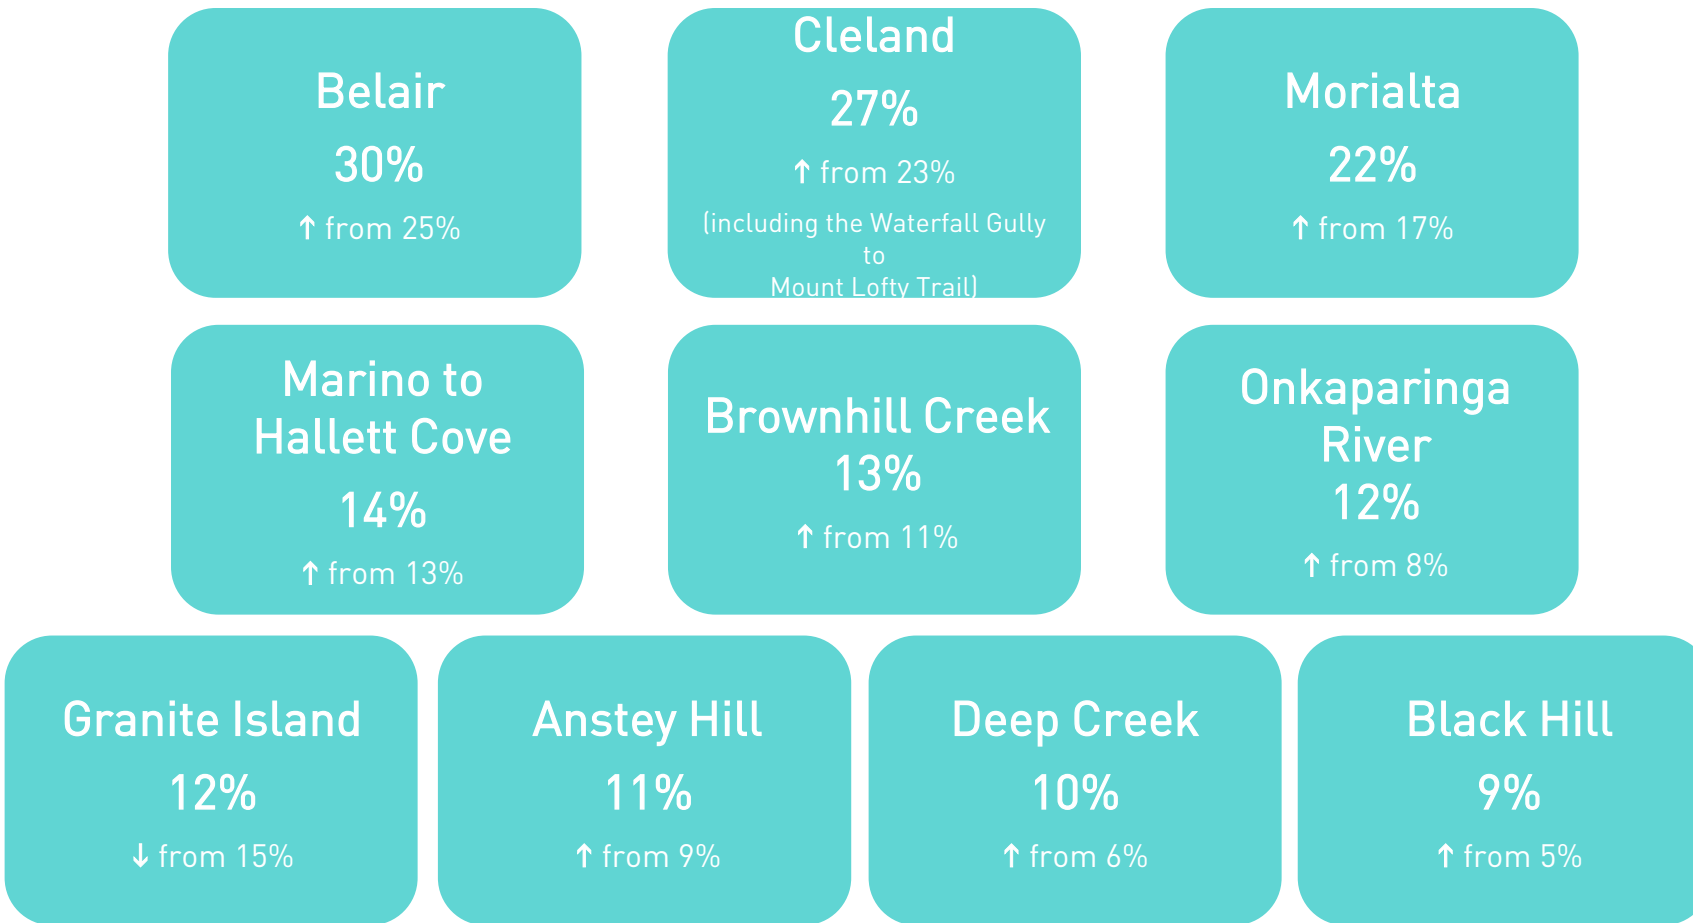 Belair
30%
↑ from 25%
Cleland
27%
↑ from 23%
(including the Waterfall Gully
to
Mount Lofty Trail)
Morialta
22%
↑ from 17%
Marino to
Hallett Cove
14%
↑ from 13%
Brownhill Creek
13%
↑ from 11%
Onkaparinga
River
12%
↑ from 8%
Granite Island
12%
↓ from 15%
Anstey Hill
11%
↑ from 9%
Deep Creek
10%
↑ from 6%
Black Hill
9%
↑ from 5%